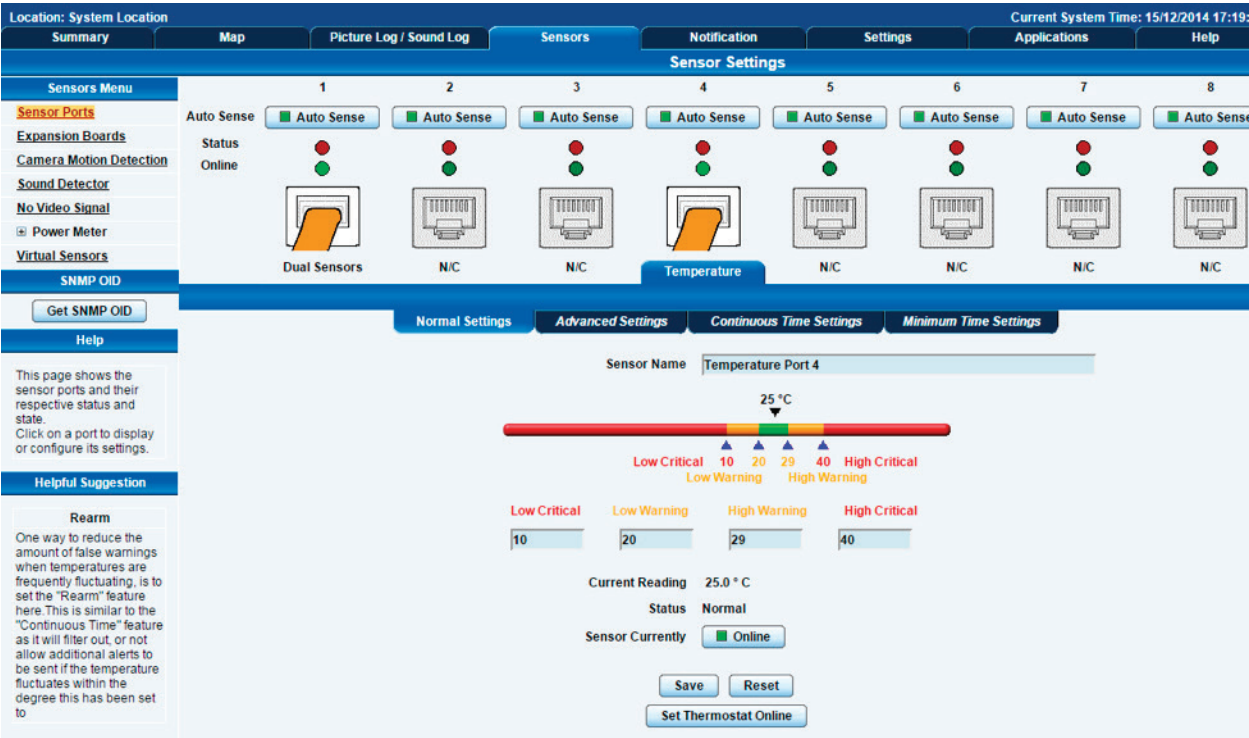 Location: System Location
Current System Time: 15/12/2014 17:19:
Summary Map Picture Log / Sound Log Sensors Notification Settings Applications Help
Sensor Settings
Sensors Menu
Sensor Ports
Expansion Boards
Camera Motion Detection
Sound Detector
No Video Signal
Power Meter
Virtual Sensors
SNMP OID
Get SNMP OID
Help
This page shows the
sensor ports and their
respective status and
state.
Click on a port to display
or configure its settings.
Helpful Suggestion
Rearm
One way to reduce the
amount of false warnings
when temperatures are
frequently fluctuating, is to
set the "Rearm" feature
here.This is similar to the
"Continuous Time" feature
as it will filter out, or not
allow additional alerts to
be sent if the temperature
fluctuates within the
degree this has been set
to
1 2 3 4 5 6 7 8
Auto Sense Auto Sense Auto Sense Auto Sense Auto Sense Auto Sense Auto Sense Auto Sense Auto Sense
Status
Online
Dual Sensors N/C N/C Temperature N/C N/C N/C N/C
Normal Settings Advanced Settings Continuous Time Settings Minimum Time Settings
Sensor Name Temperature Port 4
25 °C
Low Critical 10 20 29 40 High Critical
Low Warning High Warning
Low Critical Low Warning High Warning High Critical
10 20 29 40
Current Reading 25.0 ° C
Status Normal
Sensor Currently Online
Save Reset
Set Thermostat Online